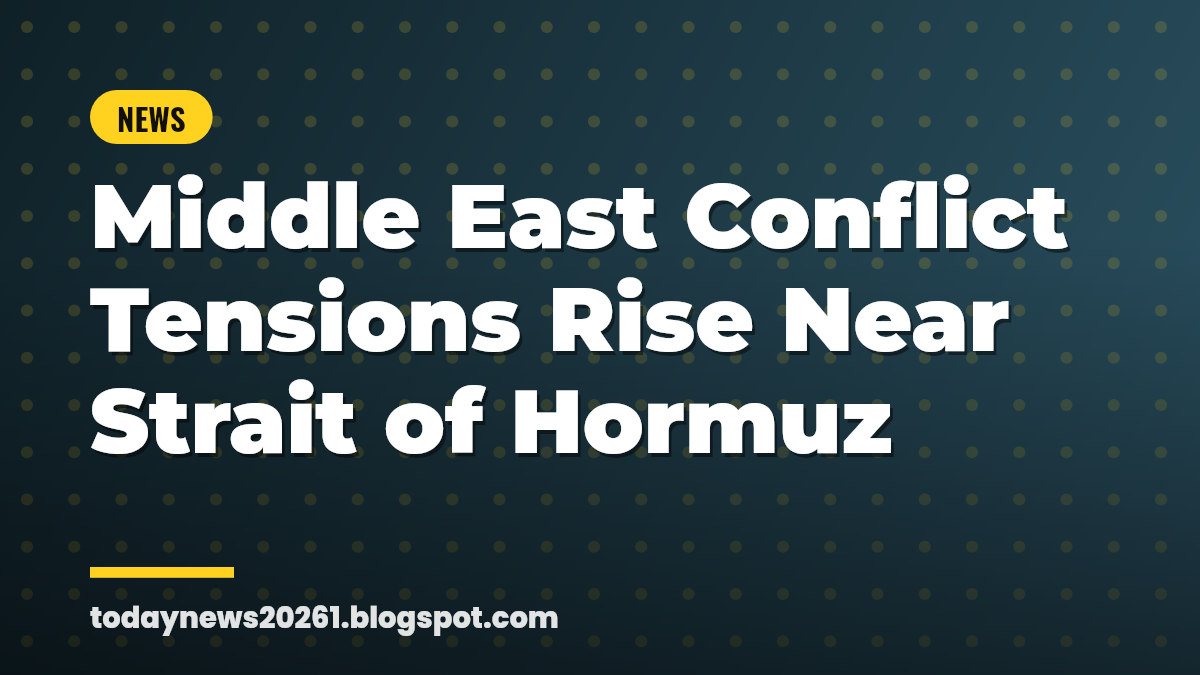 NEWS
Middle East Conflict
Tensions Rise Near
Strait of Hormuz
todaynews20261.blogspot.com